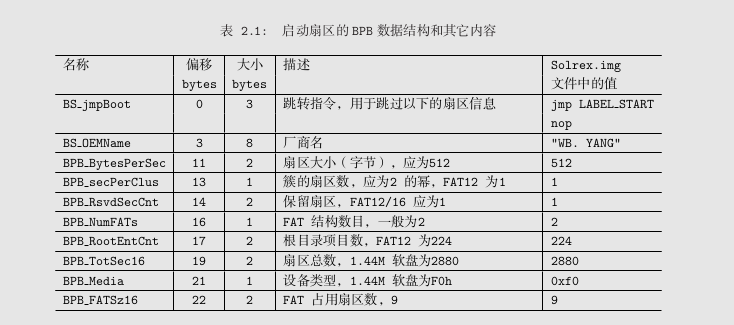 表 2.1: 启动扇区的 BPB 数据结构和其它内容
名称 偏移 大小 描述 Solrex.img
bytes bytes 文件中的值
BS_jmpBoot 0 3 跳转指令，用于跳过以下的扇区信息 jmp LABEL_START
nop
BS_OEMName 3 8 厂商名 "WB. YANG"
BPB_BytesPerSec 11 2 扇区大小（字节），应为512 512
BPB_secPerClus 13 1 簇的扇区数，应为2 的幂，FAT12 为1 1
BPB_RsvdSecCnt 14 2 保留扇区，FAT12/16 应为1 1
BPB_NumFATs 16 1 FAT 结构数目，一般为2 2
BPB_RootEntCnt 17 2 根目录项目数，FAT12 为224 224
BPB_TotSec16 19 2 扇区总数，1.44M 软盘为2880 2880
BPB_Media 21 1 设备类型，1.44M 软盘为F0h 0xf0
BPB_FATSz16 22 2 FAT 占用扇区数，9 9